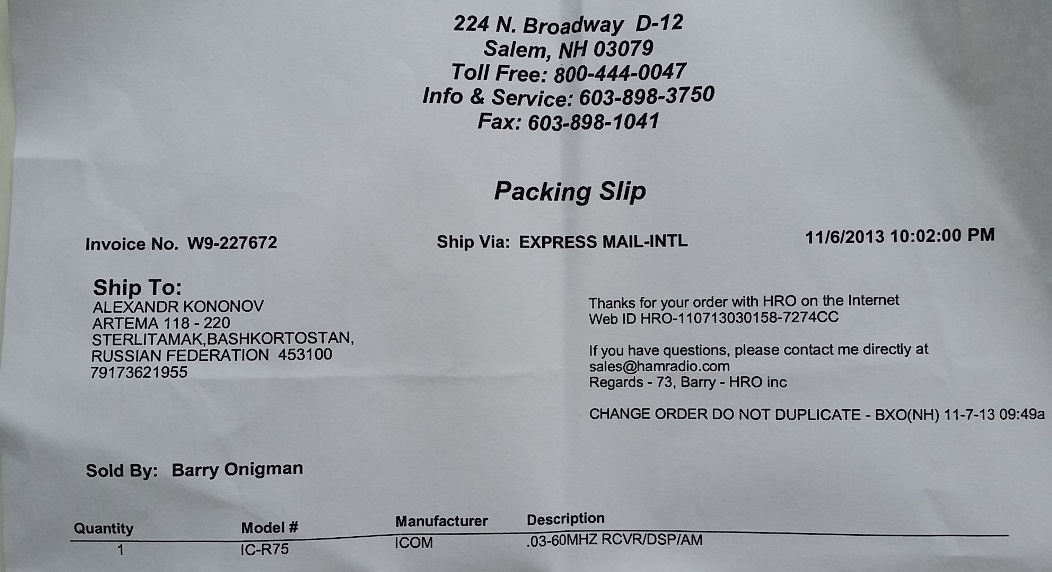 224 N. Broadway D-12
Salem, NH 03079
Toll Free: 800-444-0047
Info & Service: 603-898-3750
Fax: 603-898-1041
Packing Slip
Invoice No. W9-227672 Ship Via: EXPRESS MAIL-INTL 11/6/2013 10:02:00 PM
Ship To:
ALEXANDR KONONOV
ARTEMA 118 - 220
STERLITAMAK,BASHKORTOSTAN,
RUSSIAN FEDERATION 453100
79173621955
Thanks for your order with HRO on the Internet
Web ID HRO-110713030158-7274CC
If you have questions, please contact me directly at
sales@hamradio.com
Regards - 73, Barry - HRO inc
CHANGE ORDER DO NOT DUPLICATE - BXO(NH) 11-7-13 09:49a
Sold By: Barry Onigman
Quantity Model # Manufacturer Description
1 IC-R75 ICOM .03-60MHZ RCVR/DSP/AM